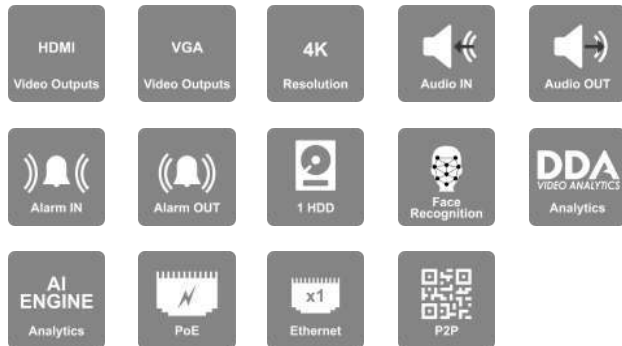 HDMI
Video Outputs
VGA
Video Outputs
4K
Resolution
Audio IN
Audio OUT
Alarm IN
Alarm OUT
1 HDD
Face
Recognition
DDA
VIDEO ANALYTICS
Analytics
AI
ENGINE
Analytics
PoE
x1
Ethernet
P2P